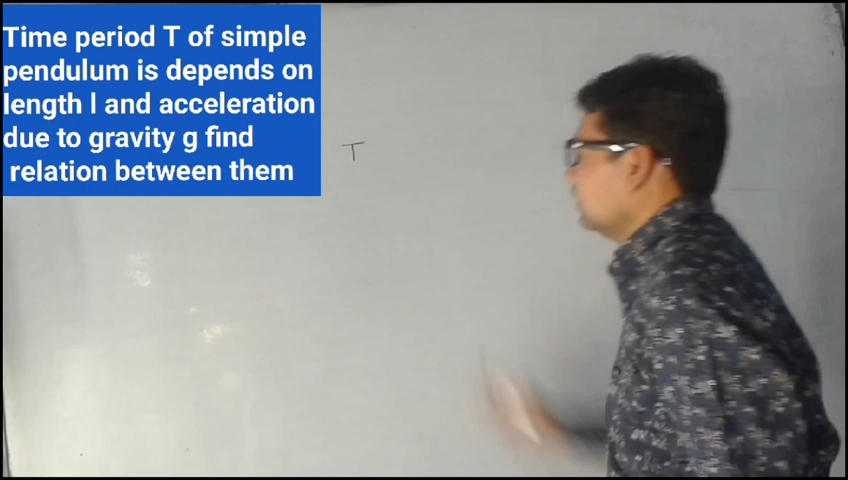 Time period T of simple
pendulum is depends on
length l and acceleration
due to gravity g find
relation between them
T